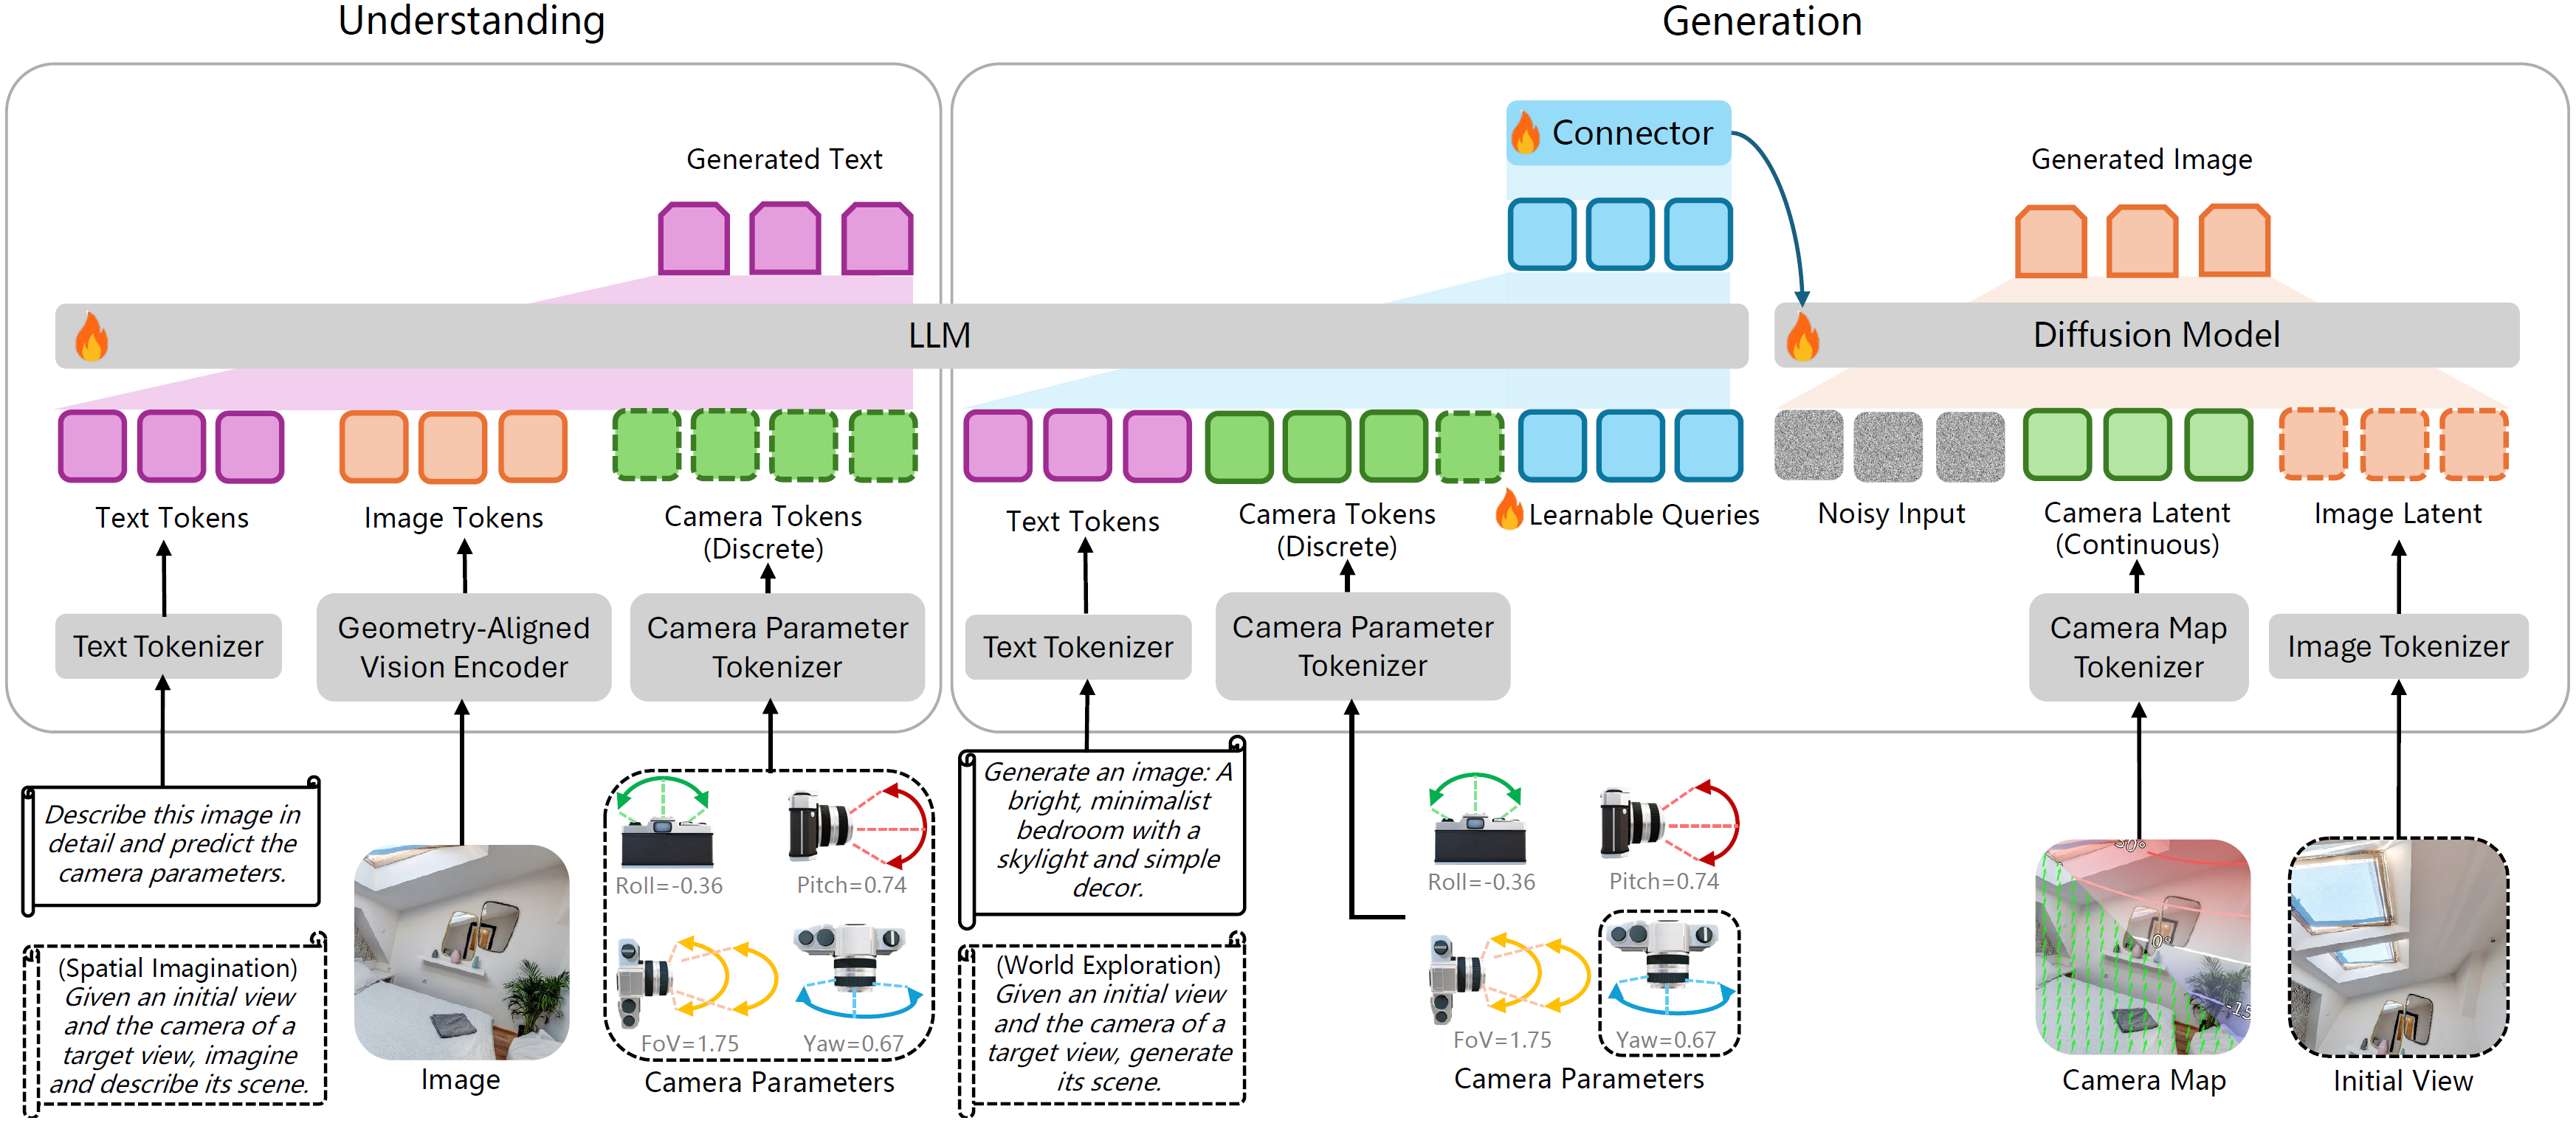 Understanding
Generation
Connector
Generated Text
Generated Image
LLM
Diffusion Model
Text Tokens
Image Tokens
Camera Tokens
(Discrete)
Text Tokens
Camera Tokens
(Discrete)
Learnable Queries
Noisy Input
Camera Latent
(Continuous)
Image Latent
Text Tokenizer
Geometry-Aligned
Vision Encoder
Camera Parameter
Tokenizer
Text Tokenizer
Camera Parameter
Tokenizer
Camera Map
Tokenizer
Image Tokenizer
Describe this image in
detail and predict the
camera parameters.
(Spatial Imagination)
Given an initial view
and the camera of a
target view, imagine
and describe its scene.
Image
Roll=-0.36
Pitch=0.74
FoV=1.75
Yaw=0.67
Camera Parameters
Generate an image: A
bright, minimalist
bedroom with a
skylight and simple
decor.
(World Exploration)
Given an initial view
and the camera of a
target view, generate
its scene.
Roll=-0.36
Pitch=0.74
FoV=1.75
Yaw=0.67
Camera Parameters
0°
-15
Camera Map
Initial View